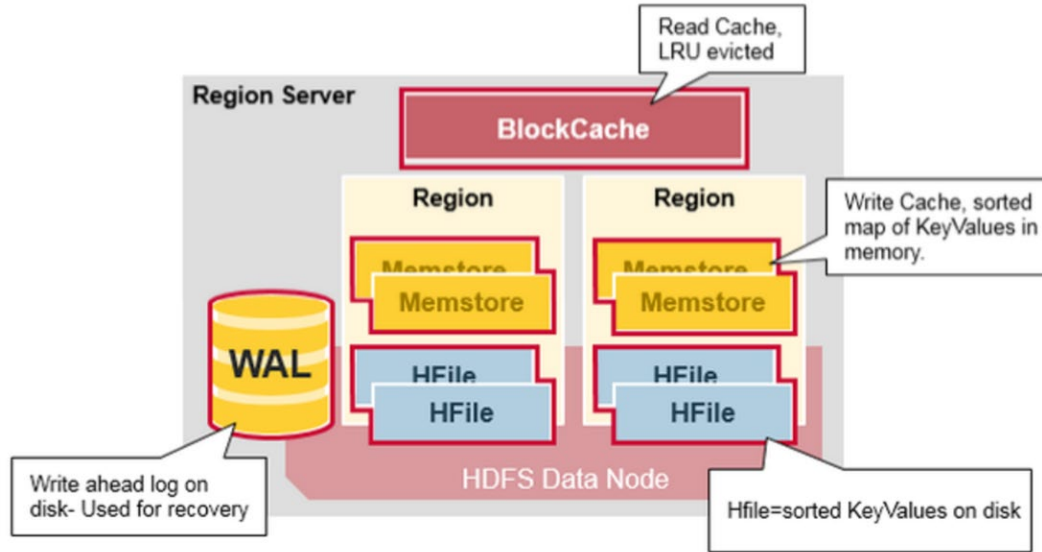 Read Cache,
LRU evicted
Region Server
BlockCache
Region
Region
Write Cache, sorted
map of KeyValues in
memory.
Memstore
Memstore
Memstore
Memstore
WAL
HFile
HFile
HFile
HFile
HDFS Data Node
Write ahead log on
disk- Used for recovery
Hfile=sorted KeyValues on disk